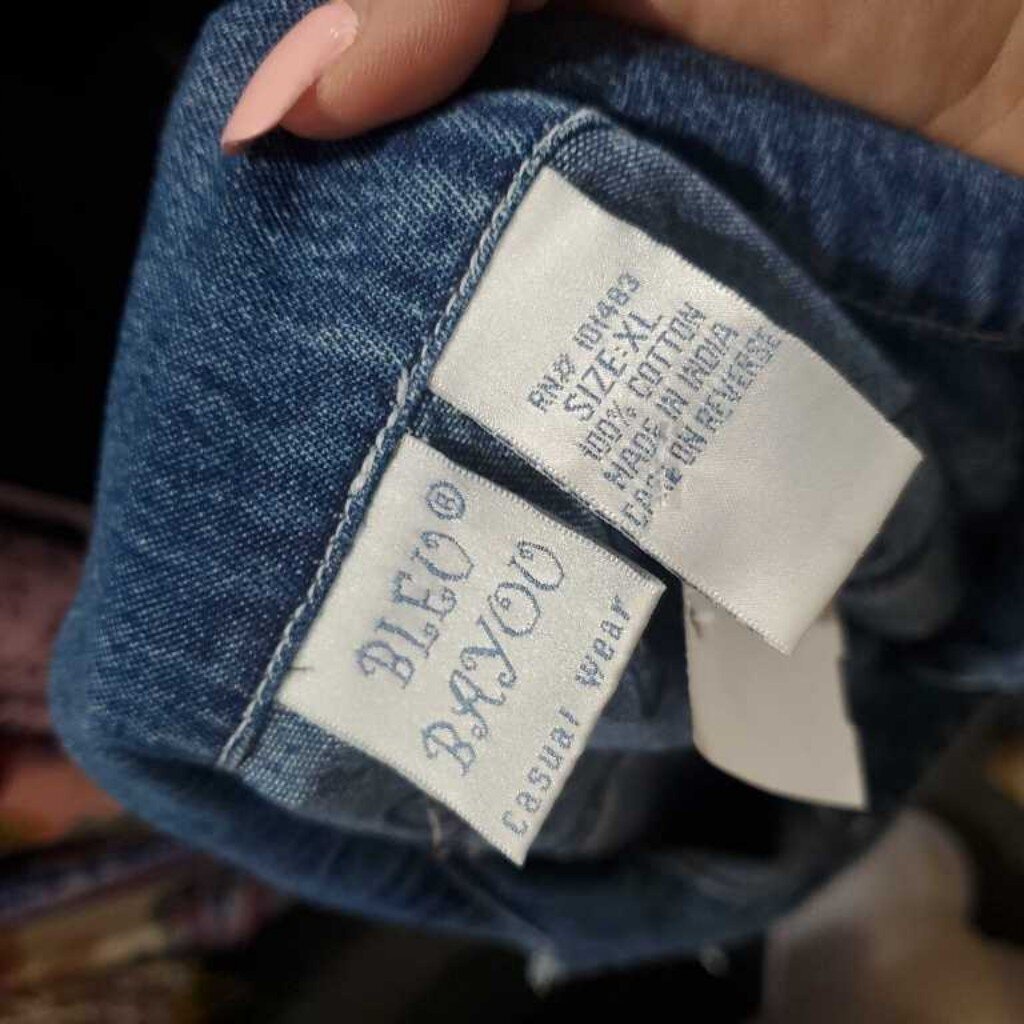 RN# 101483
SIZE:XL
100% COTTON
MADE IN INDIA
CARE ON REVERSE
BLEU ®
BAYOU
casual wear